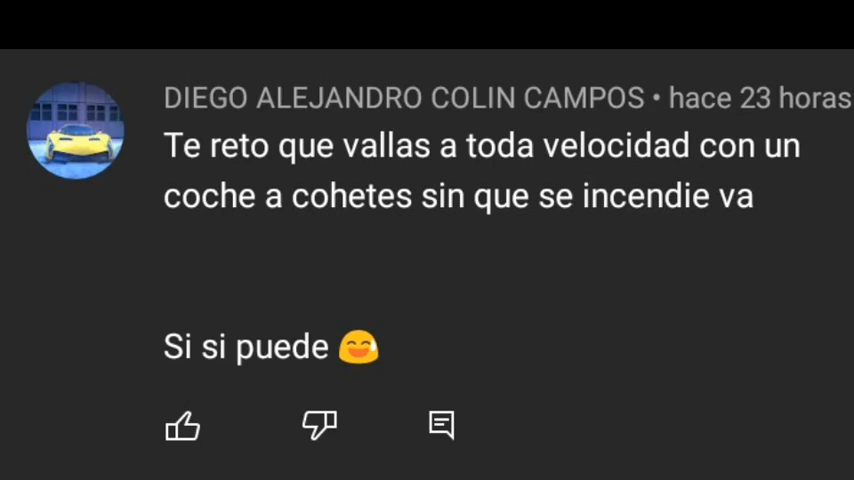 DIEGO ALEJANDRO COLIN CAMPOS • hace 23 horas
Te reto que vallas a toda velocidad con un
coche a cohetes sin que se incendie va
Si si puede 😅